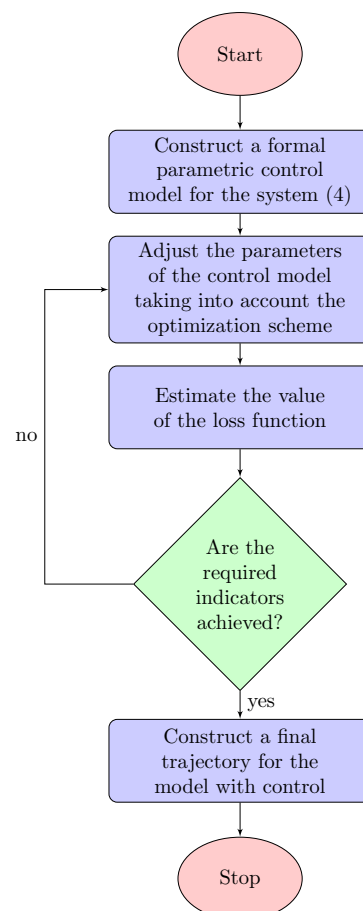 Start
Construct a formal
parametric control
model for the system (4)
Adjust the parameters
of the control model
taking into account the
optimization scheme
Estimate the value
of the loss function
no
Are the
required
indicators
achieved?
yes
Construct a final
trajectory for the
model with control
Stop